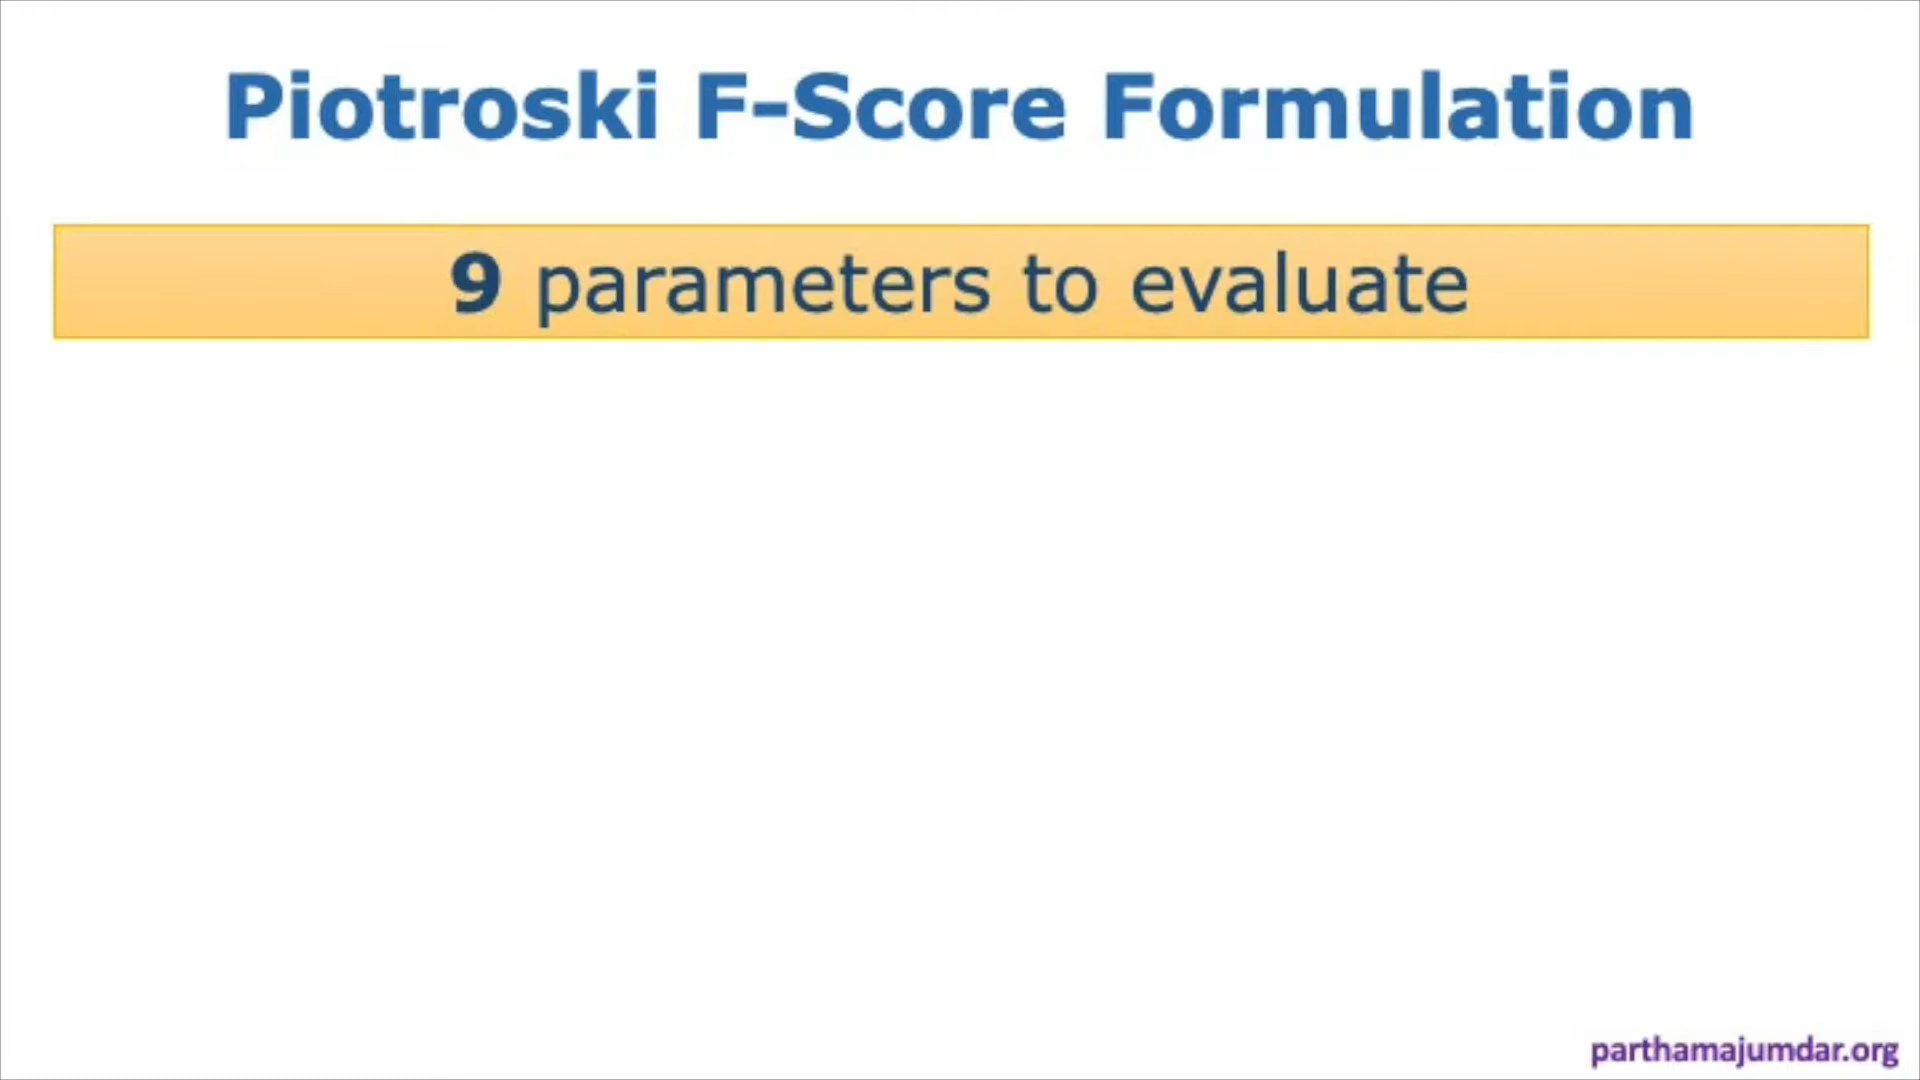 Piotroski F-Score Formulation
9 parameters to evaluate
parthamajumdar.org